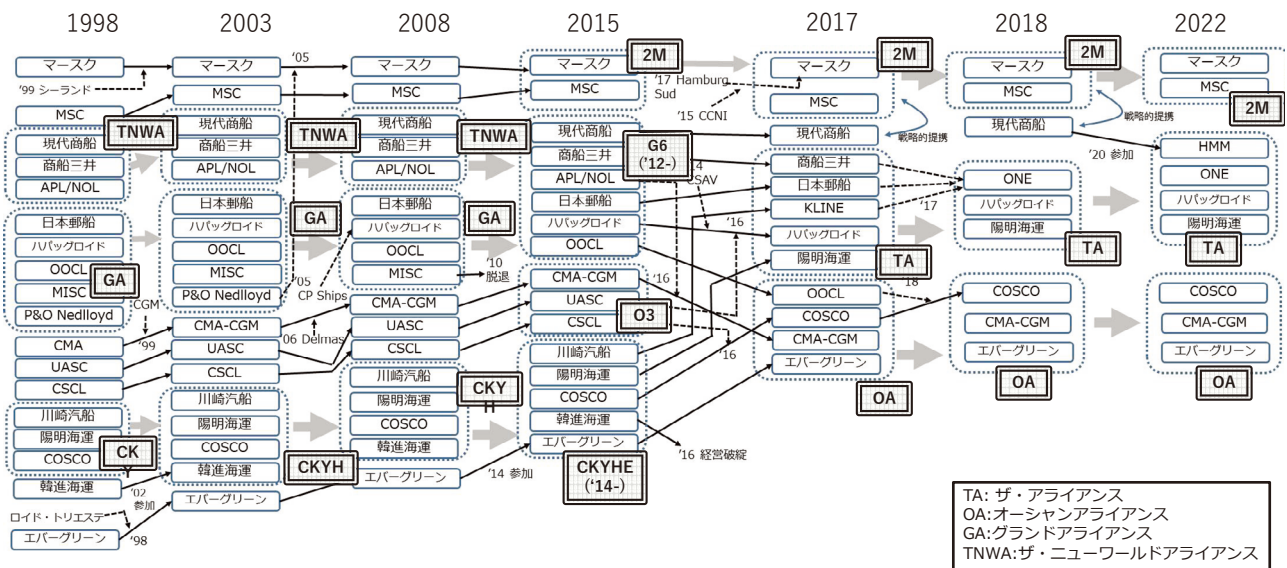 1998
2003
2008
2015
2017
2018
2022
マースク
'99 シーランド
MSC
現代商船
商船三井
APL/NOL
日本郵船
ハパッグロイド
OOCL
MISC
P&O Nedlloyd
GA
CMA
CGM
'99
UASC
CSCL
川崎汽船
陽明海運
COSCO
CK
Y
韓進海運
'02
参加
ロイド・トリエステ
エバーグリーン
'98
マースク
MSC
TNWA
現代商船
商船三井
APL/NOL
日本郵船
ハパッグロイド
OOCL
MISC
P&O Nedlloyd
CMA-CGM
UASC
CSCL
川崎汽船
陽明海運
COSCO
韓進海運
エバーグリーン
CKYH
'05
TNWA
GA
'05
CP Ships
'06 Delmas
マースク
MSC
現代商船
商船三井
APL/NOL
日本郵船
ハパッグロイド
OOCL
MISC
CMA-CGM
UASC
CSCL
川崎汽船
陽明海運
COSCO
韓進海運
エバーグリーン
TNWA
GA
'10
脱退
CKY
H
'14 参加
マースク
MSC
2M
'17 Hamburg
Sud
'15 CCNI
現代商船
商船三井
APL/NOL
日本郵船
ハパッグロイド
OOCL
G6
('12-)
'14
CSAV
'16
CMA-CGM
UASC
CSCL
'16
O3
'16
川崎汽船
陽明海運
COSCO
韓進海運
エバーグリーン
'16 経営破綻
CKYHE
('14-)
マースク
MSC
2M
戦略的提携
現代商船
商船三井
日本郵船
KLINE
ハパッグロイド
陽明海運
'17
TA
'18
OOCL
COSCO
CMA-CGM
エバーグリーン
OA
マースク
MSC
2M
戦略的提携
現代商船
'20 参加
ONE
ハパッグロイド
陽明海運
TA
COSCO
CMA-CGM
エバーグリーン
OA
マースク
MSC
2M
HMM
ONE
ハパッグロイド
陽明海運
TA
COSCO
CMA-CGM
エバーグリーン
OA
TA: ザ・アライアンス
OA:オーシャンアライアンス
GA:グランドアライアンス
TNWA:ザ・ニューワールドアライアンス